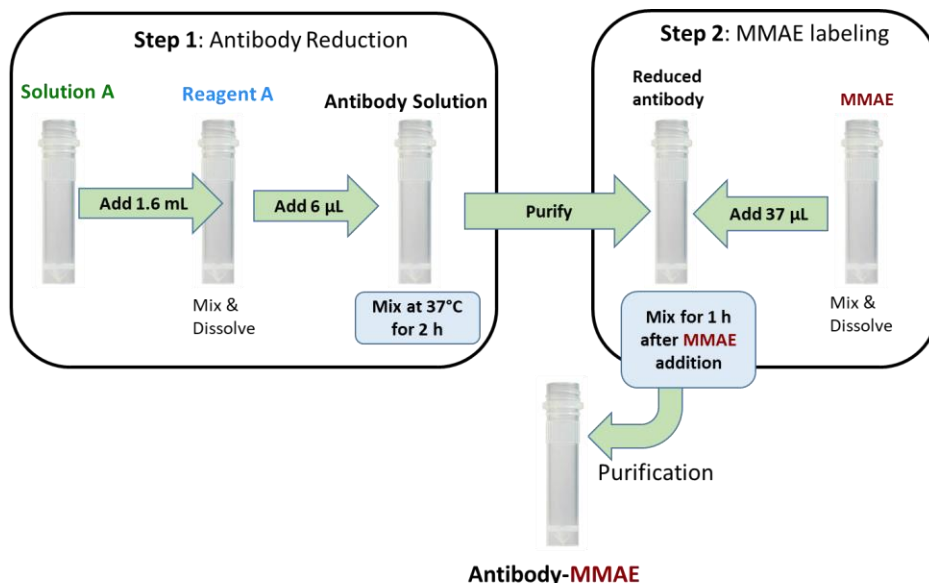 Step 1: Antibody Reduction
Solution A
Reagent A
Antibody Solution
Add 1.6 mL
Add 6 µL
Mix &
Dissolve
Mix at 37°C
for 2 h
Purify
Step 2: MMAE labeling
Reduced
antibody
MMAE
Add 37 µL
Mix for 1 h
after MMAE
addition
Mix &
Dissolve
Purification
Antibody-MMAE